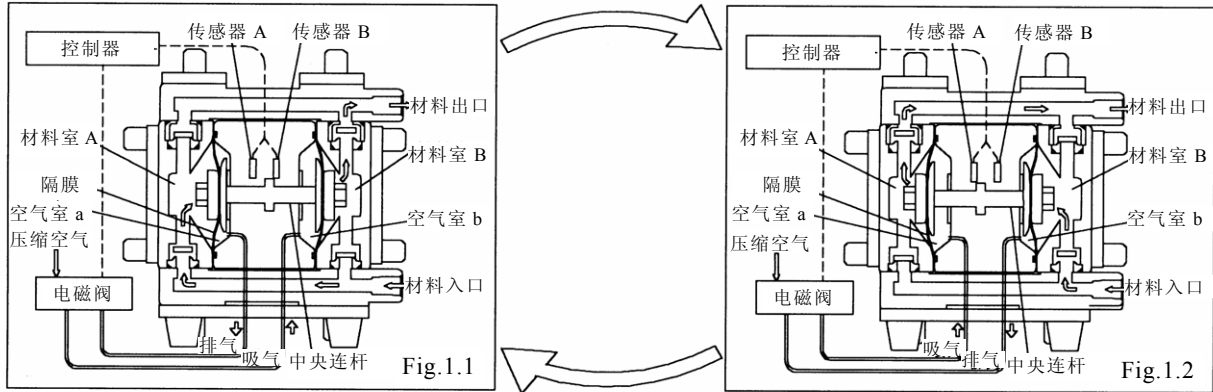 控制器
传感器 A
传感器 B
材料出口
材料室 A
材料室 B
隔膜
空气室 a
空气室 b
压缩空气
电磁阀
材料入口
排气
吸气
中央连杆
Fig.1.1
控制器
传感器 A
传感器 B
材料出口
材料室 A
材料室 B
隔膜
空气室 a
空气室 b
压缩空气
电磁阀
材料入口
吸气
排气
中央连杆
Fig.1.2